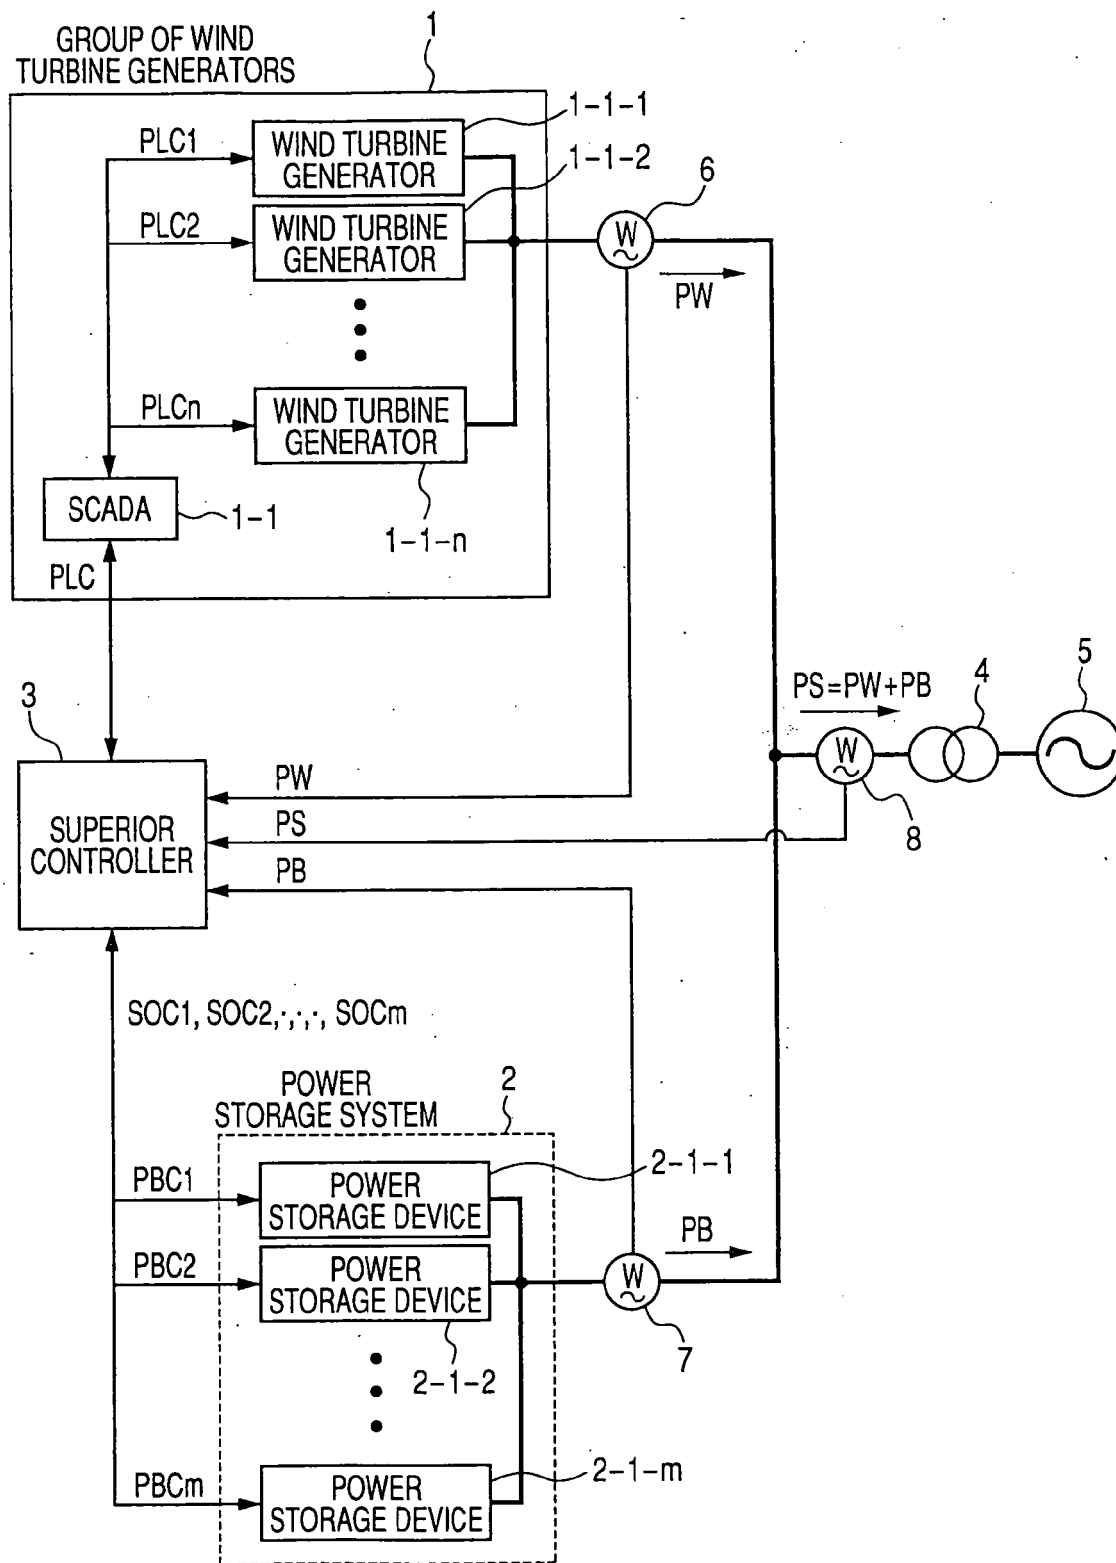 GROUP OF WIND
TURBINE GENERATORS
1
PLC1
WIND TURBINE
GENERATOR
1-1-1
PLC2
WIND TURBINE
GENERATOR
1-1-2
6
W
PW
PLCn
WIND TURBINE
GENERATOR
SCADA
1-1
1-1-n
PLC
3
SUPERIOR
CONTROLLER
PW
PS
PB
PS=PW+PB
4
5
W
8
SOC1, SOC2,·,·,·, SOCm
POWER
STORAGE SYSTEM
2
PBC1
POWER
STORAGE DEVICE
2-1-1
PBC2
POWER
STORAGE DEVICE
2-1-2
W
PB
7
PBCm
POWER
STORAGE DEVICE
2-1-m